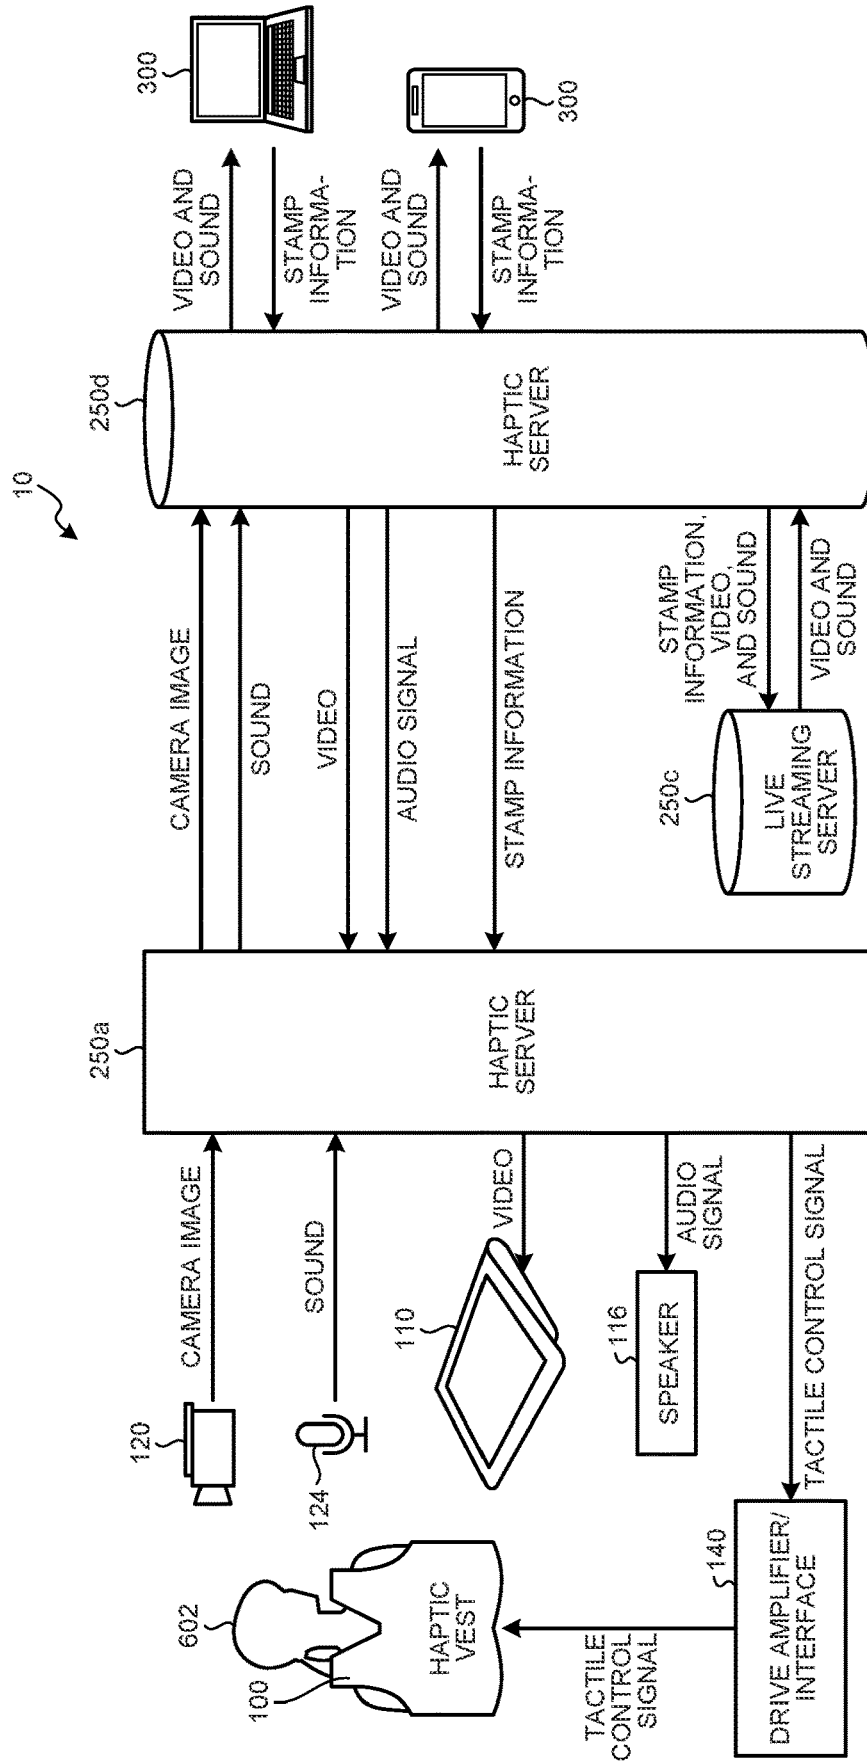 10
602
100
HAPTIC
VEST
TACTILE
CONTROL
SIGNAL
140
DRIVE AMPLIFIER/
INTERFACE
120
CAMERA IMAGE
124
SOUND
110
VIDEO
116
SPEAKER
AUDIO
SIGNAL
TACTILE CONTROL SIGNAL
250a
HAPTIC
SERVER
CAMERA IMAGE
SOUND
VIDEO
AUDIO SIGNAL
STAMP INFORMATION
250c
LIVE
STREAMING
SERVER
STAMP
INFORMATION,
VIDEO,
AND SOUND
VIDEO AND
SOUND
250d
HAPTIC
SERVER
VIDEO AND
SOUND
STAMP
INFORMA-
TION
300
VIDEO AND
SOUND
STAMP
INFORMA-
TION
300